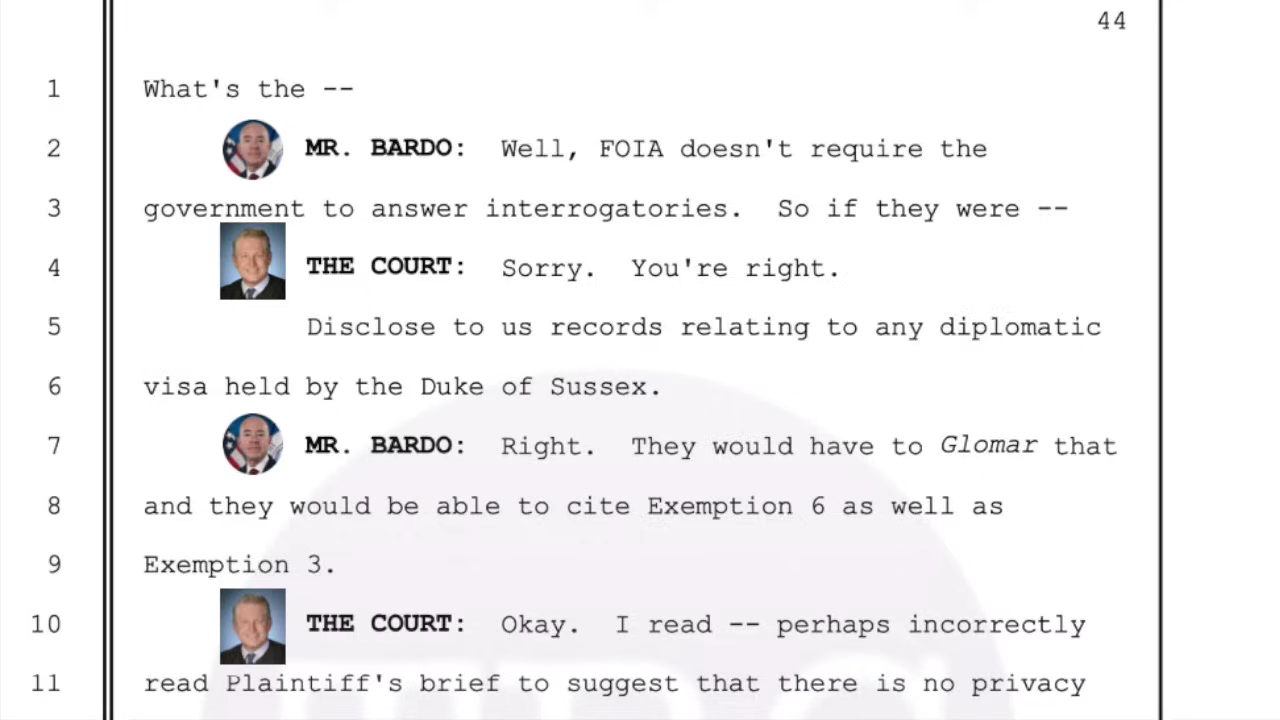 44
1 What's the --
2 MR. BARDO: Well, FOIA doesn't require the
3 government to answer interrogatories. So if they were --
4 THE COURT: Sorry. You're right.
5 Disclose to us records relating to any diplomatic
6 visa held by the Duke of Sussex.
7 MR. BARDO: Right. They would have to Glomar that
8 and they would be able to cite Exemption 6 as well as
9 Exemption 3.
10 THE COURT: Okay. I read -- perhaps incorrectly
11 read Plaintiff's brief to suggest that there is no privacy